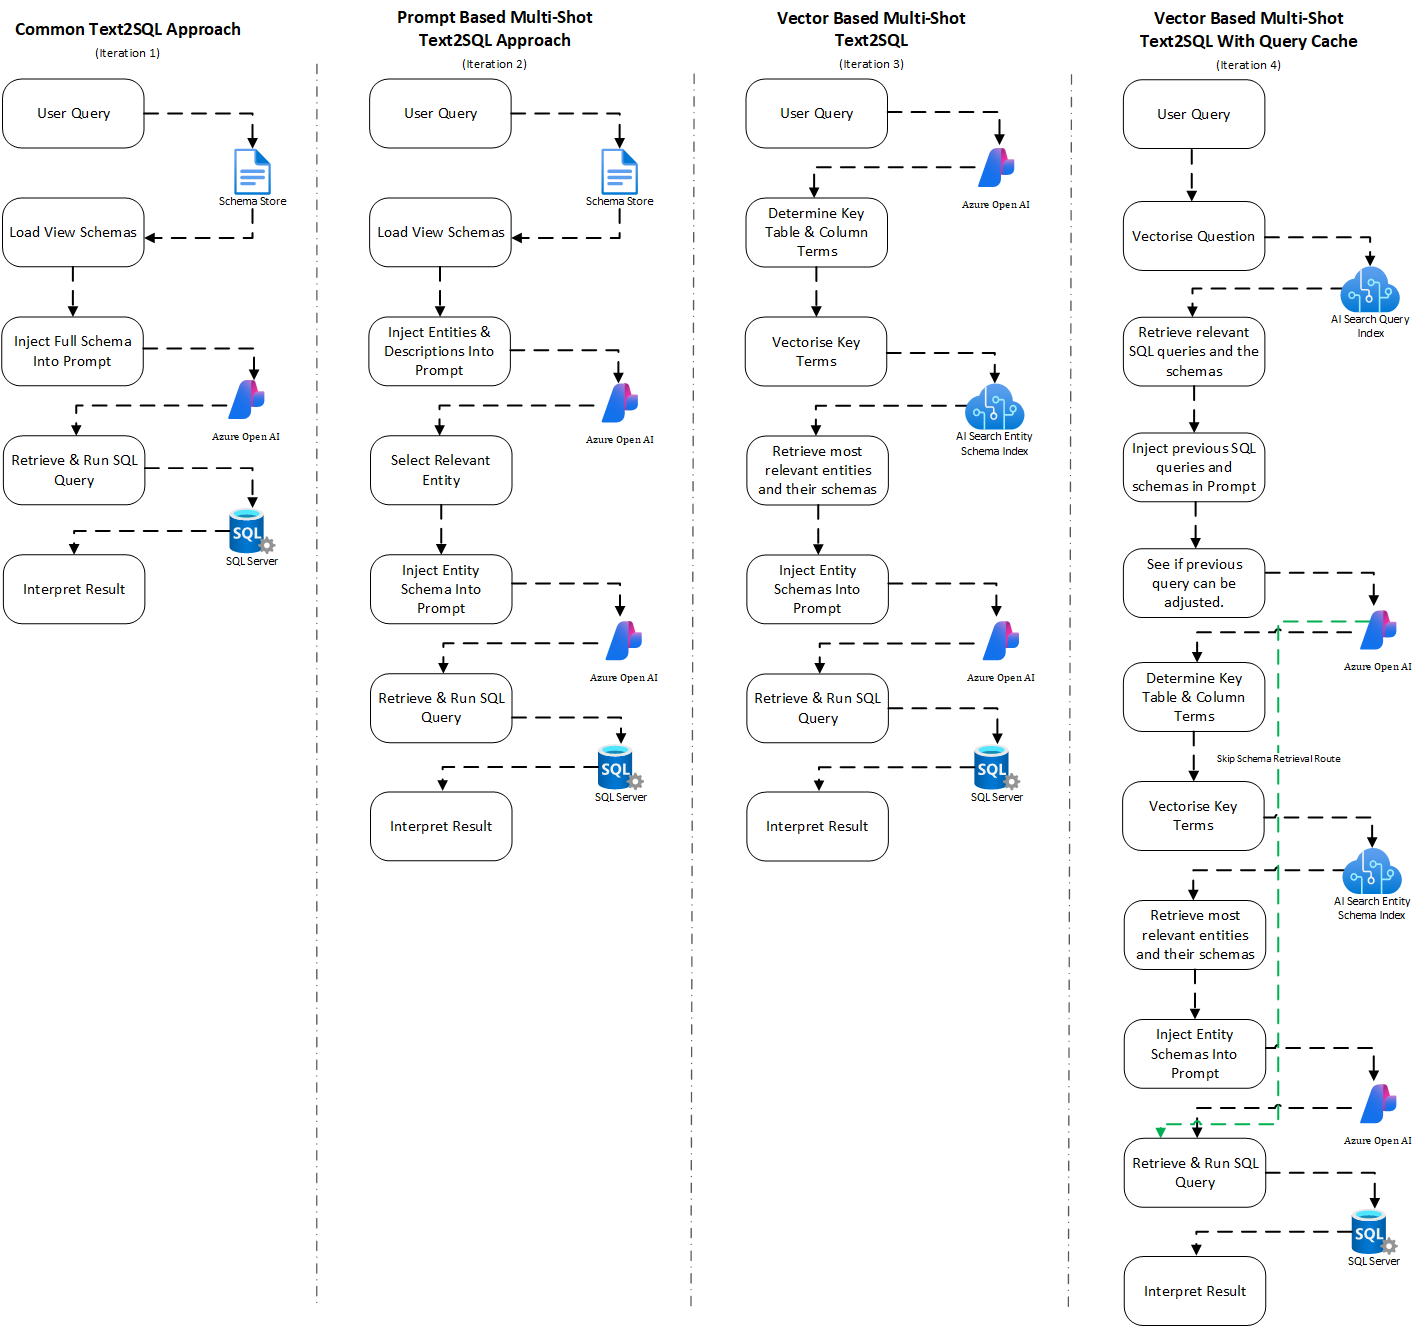 Common Text2SQL Approach
(Iteration 1)
User Query
Schema Store
Load View Schemas
Inject Full Schema
Into Prompt
Azure Open AI
Retrieve & Run SQL
Query
SQL
SQL Server
Interpret Result
Prompt Based Multi-Shot
Text2SQL Approach
(Iteration 2)
User Query
Schema Store
Load View Schemas
Inject Entities &
Descriptions Into
Prompt
Azure Open AI
Select Relevant
Entity
Inject Entity
Schema Into
Prompt
Azure Open AI
Retrieve & Run SQL
Query
SQL
SQL Server
Interpret Result
Vector Based Multi-Shot
Text2SQL
(Iteration 3)
User Query
Azure Open AI
Determine Key
Table & Column
Terms
Vectorise Key
Terms
AI Search Entity
Schema Index
Retrieve most
relevant entities
and their schemas
Inject Entity
Schemas Into
Prompt
Azure Open AI
Retrieve & Run SQL
Query
SQL
SQL Server
Interpret Result
Vector Based Multi-Shot
Text2SQL With Query Cache
(Iteration 4)
User Query
Vectorise Question
AI Search Query
Index
Retrieve relevant
SQL queries and the
schemas
Inject previous SQL
queries and
schemas in Prompt
See if previous
query can be
adjusted.
Azure Open AI
Determine Key
Table & Column
Terms
Skip Schema Retrieval Route
Vectorise Key
Terms
AI Search Entity
Schema Index
Retrieve most
relevant entities
and their schemas
Inject Entity
Schemas Into
Prompt
Azure Open AI
Retrieve & Run SQL
Query
SQL
SQL Server
Interpret Result